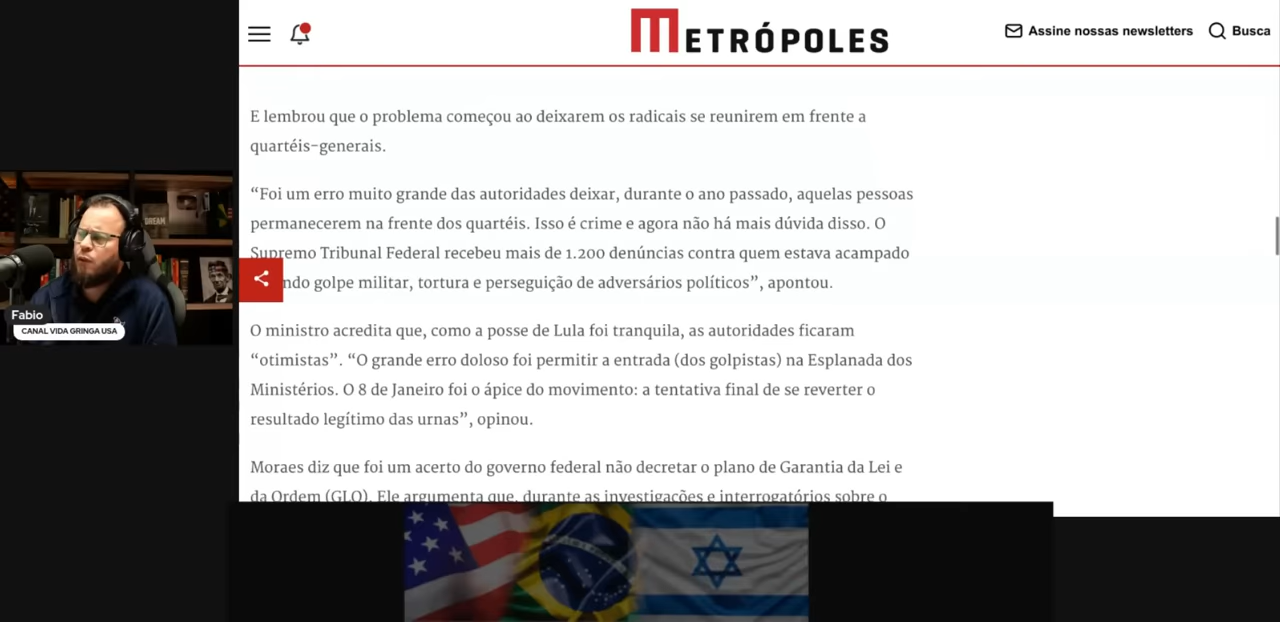 METRÓPOLES
Assine nossas newsletters
Busca
E lembrou que o problema começou ao deixarem os radicais se reunirem em frente a
quartéis-generais.
“Foi um erro muito grande das autoridades deixar, durante o ano passado, aquelas pessoas
permanecerem na frente dos quartéis. Isso é crime e agora não há mais dúvida disso. O
Supremo Tribunal Federal recebeu mais de 1.200 denúncias contra quem estava acampado
ndo golpe militar, tortura e perseguição de adversários políticos”, apontou.
O ministro acredita que, como a posse de Lula foi tranquila, as autoridades ficaram
“otimistas”. “O grande erro doloso foi permitir a entrada (dos golpistas) na Esplanada dos
Ministérios. O 8 de Janeiro foi o ápice do movimento: a tentativa final de se reverter o
resultado legítimo das urnas”, opinou.
Moraes diz que foi um acerto do governo federal não decretar o plano de Garantia da Lei e
da Ordem (GLO). Ele argumenta que, durante as investigações e interrogatórios sobre o
DREAM
Fabio
CANAL VIDA GRINGA USA